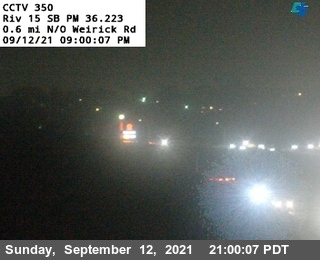 CCTV 350
Riv 15 SB PM 36.223
0.6 mi N/O Weirick Rd
09/12/21 09:00:07 PM
Sunday, September 12, 2021 21:00:07 PDT